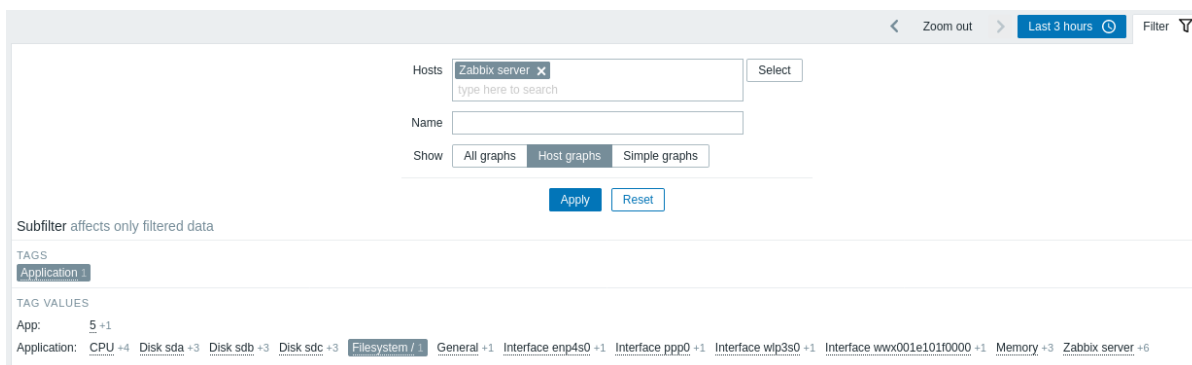 Zoom out Last 3 hours Filter
Hosts Zabbix server Select
type here to search
Name
Show All graphs Host graphs Simple graphs
Apply Reset
Subfilter affects only filtered data
TAGS
Application 1
TAG VALUES
App: 5 +1
Application: CPU +4 Disk sda +3 Disk sdb +3 Disk sdc +3 Filesystem / 1 General +1 Interface enp4s0 +1 Interface ppp0 +1 Interface wlp3s0 +1 Interface wwx001e101f0000 +1 Memory +3 Zabbix server +6